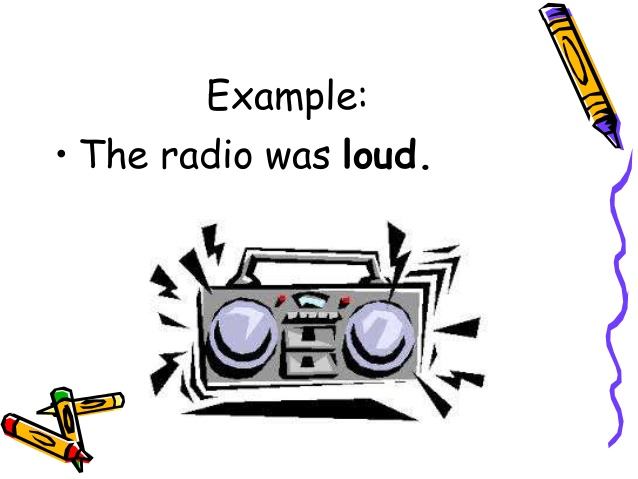 Example:
• The radio was loud.